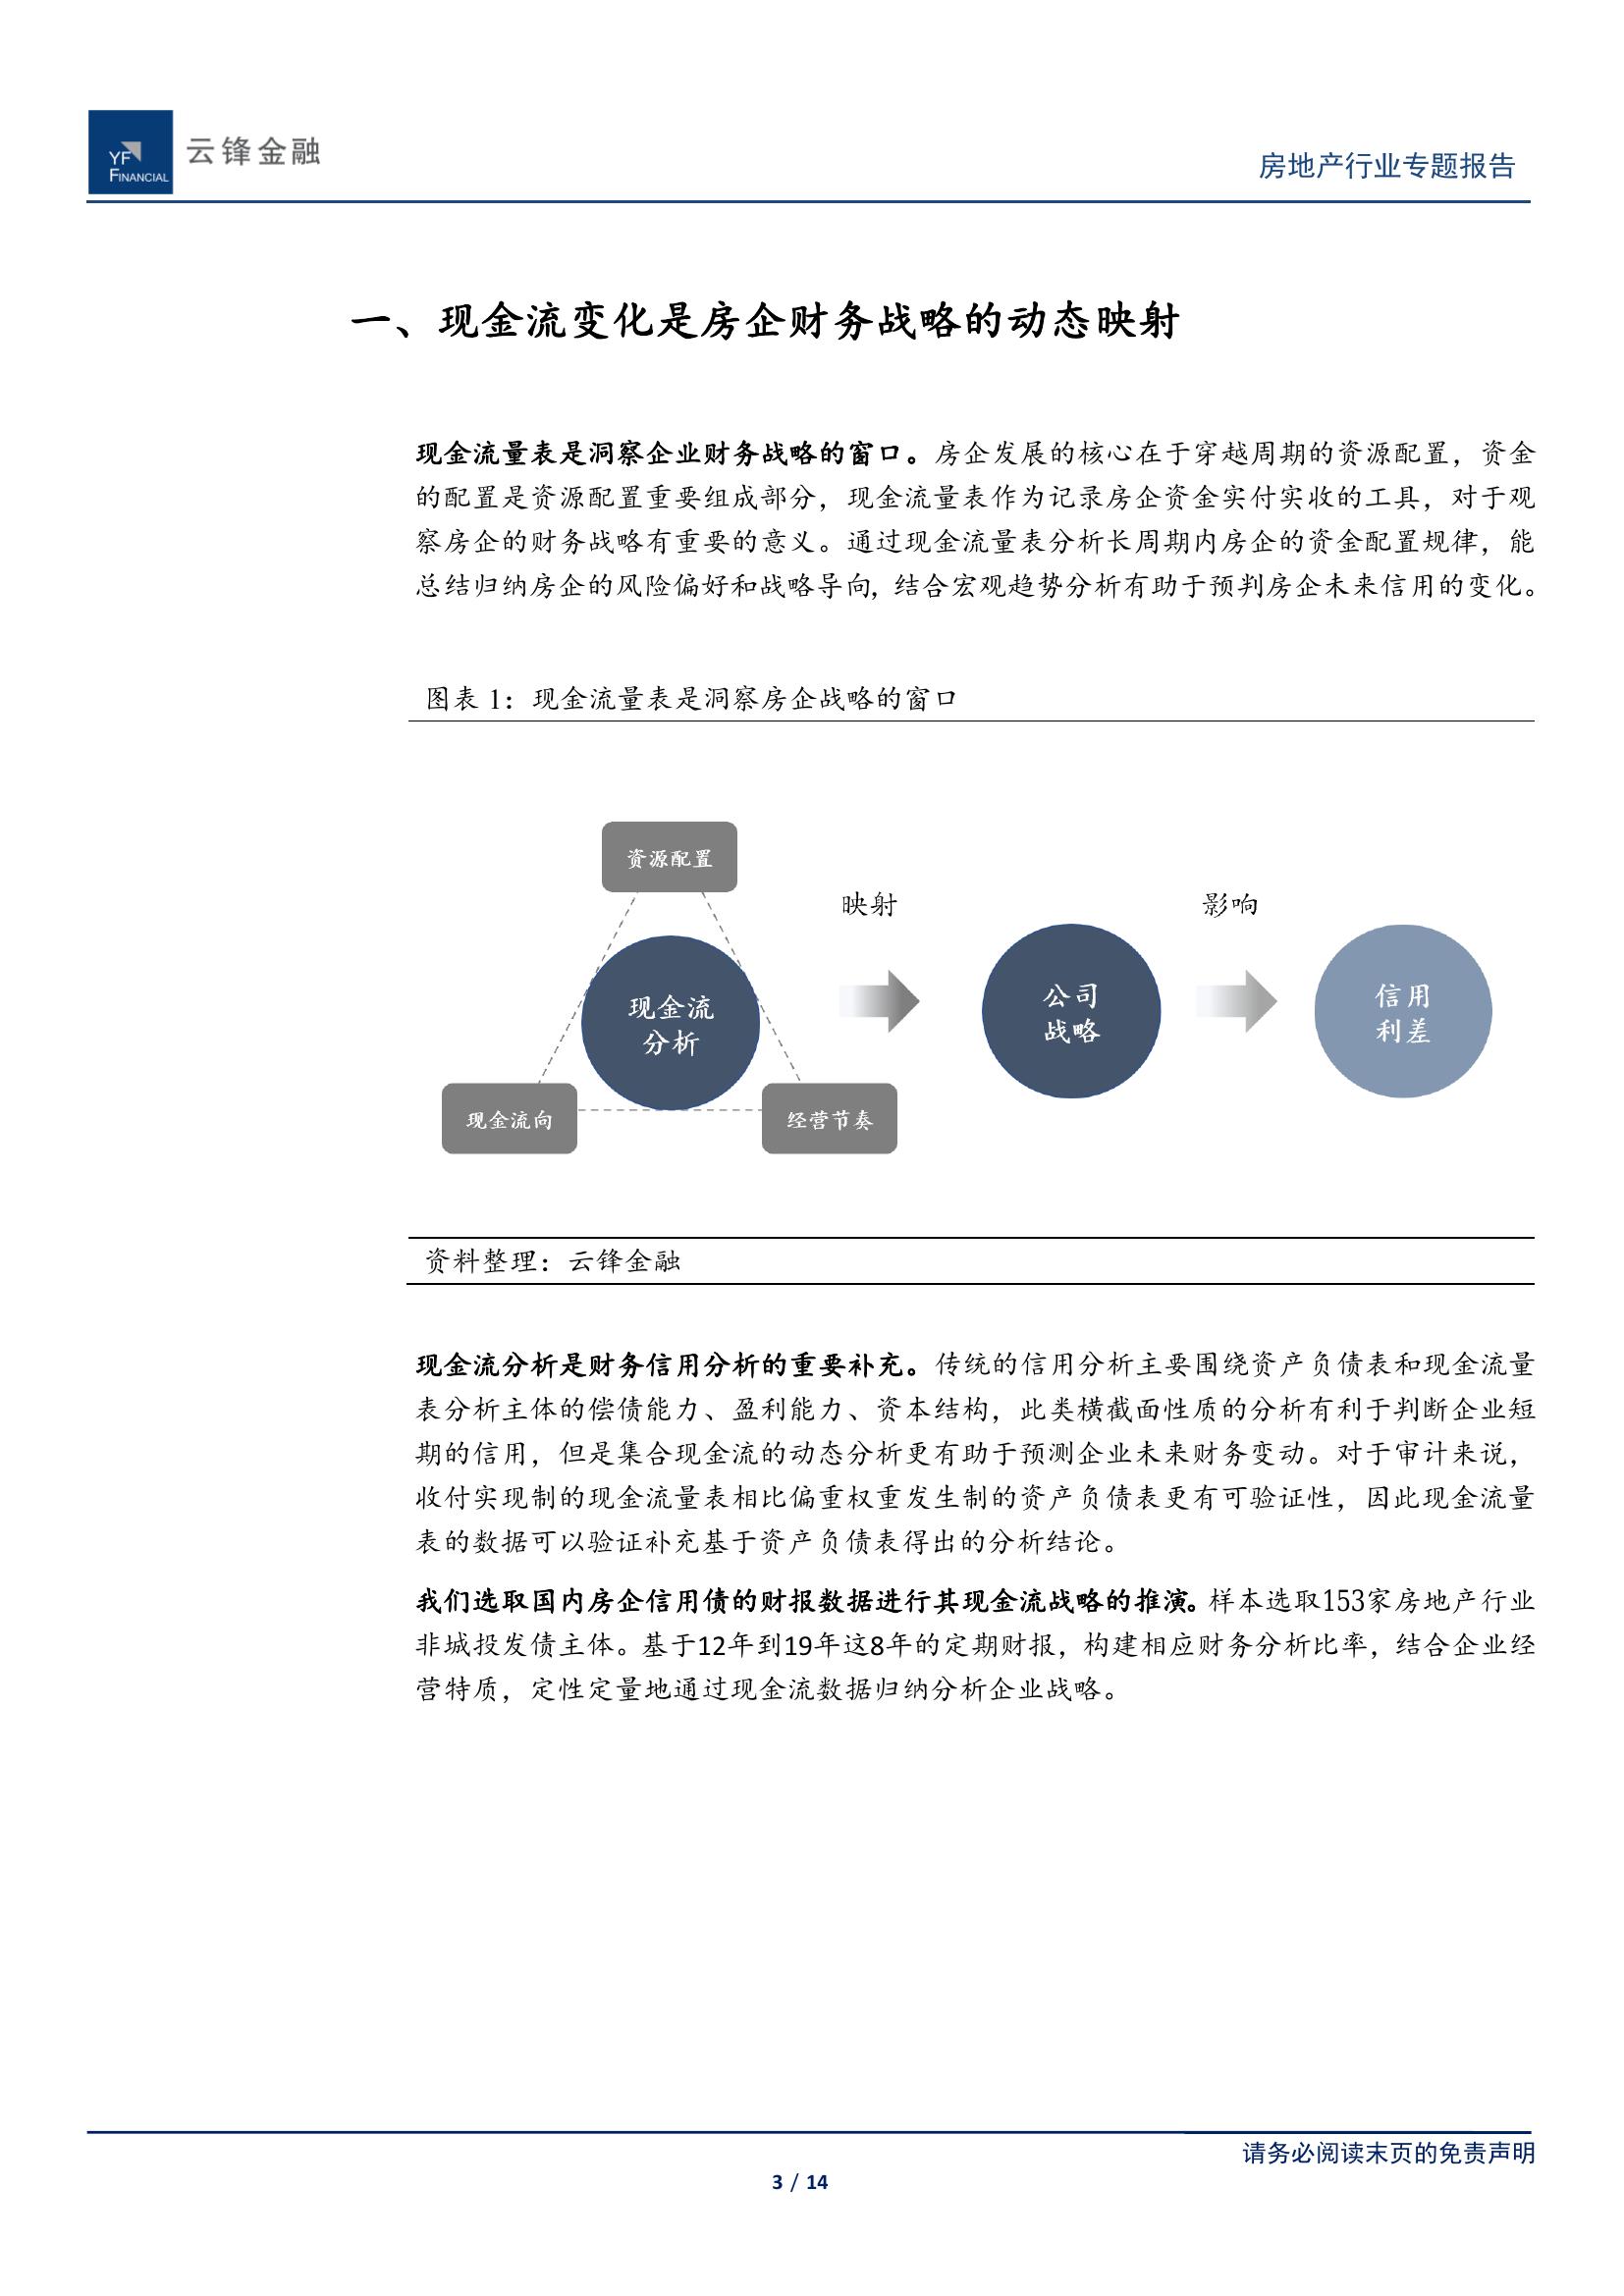 YF
FINANCIAL
云锋金融
房地产行业专题报告
一、现金流变化是房企财务战略的动态映射
现金流量表是洞察企业财务战略的窗口。房企发展的核心在于穿越周期的资源配置，资金
的配置是资源配置重要组成部分，现金流量表作为记录房企资金实付实收的工具，对于观
察房企的财务战略有重要的意义。通过现金流量表分析长周期内房企的资金配置规律，能
总结归纳房企的风险偏好和战略导向，结合宏观趋势分析有助于预判房企未来信用的变化。
图表 1：现金流量表是洞察房企战略的窗口
资源配置
映射
影响
现金流
分析
公司
战略
信用
利差
现金流向
经营节奏
资料整理：云锋金融
现金流分析是财务信用分析的重要补充。传统的信用分析主要围绕资产负债表和现金流量
表分析主体的偿债能力、盈利能力、资本结构，此类横截面性质的分析有利于判断企业短
期的信用，但是集合现金流的动态分析更有助于预测企业未来财务变动。对于审计来说，
收付实现制的现金流量表相比偏重权重发生制的资产负债表更有可验证性，因此现金流量
表的数据可以验证补充基于资产负债表得出的分析结论。
我们选取国内房企信用债的财报数据进行其现金流战略的推演。样本选取153家房地产行业
非城投发债主体。基于12年到19年这8年的定期财报，构建相应财务分析比率，结合企业经
营特质，定性定量地通过现金流数据归纳分析企业战略。
请务必阅读末页的免责声明
3 / 14